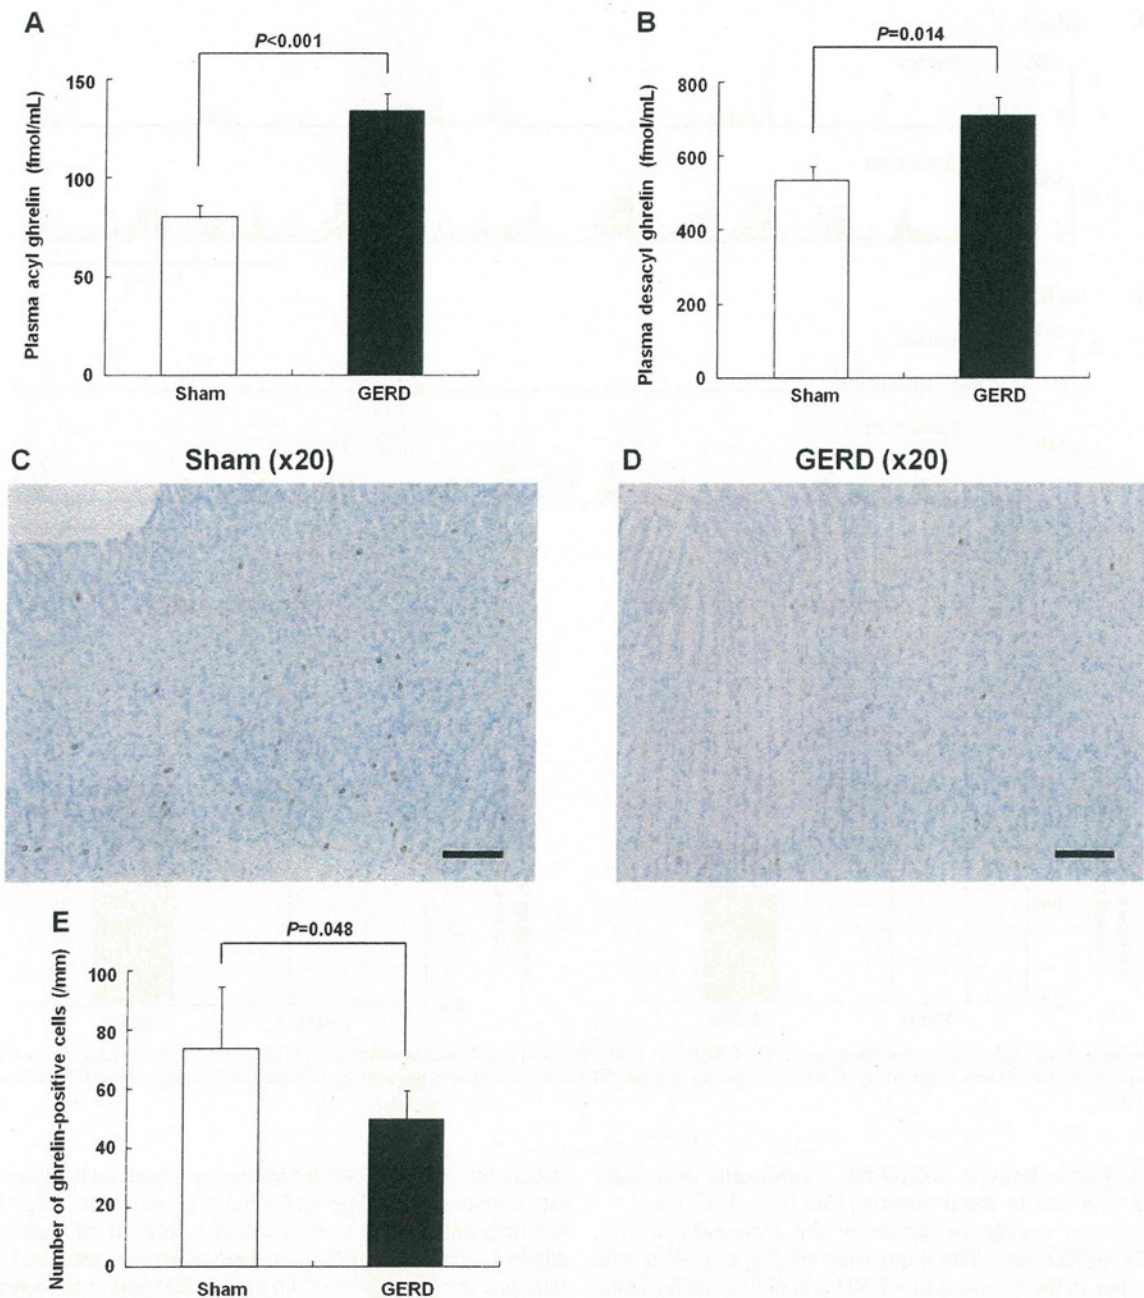 A
P<0.001
Plasma acyl ghrelin (fmol/mL)
150
100
50
0
Sham
GERD
B
P=0.014
Plasma desacyl ghrelin (fmol/mL)
800
600
400
200
0
Sham
GERD
C
Sham (x20)
D
GERD (x20)
E
P=0.048
Number of ghrelin-positive cells (/mm)
100
80
60
40
20
0
Sham
GERD